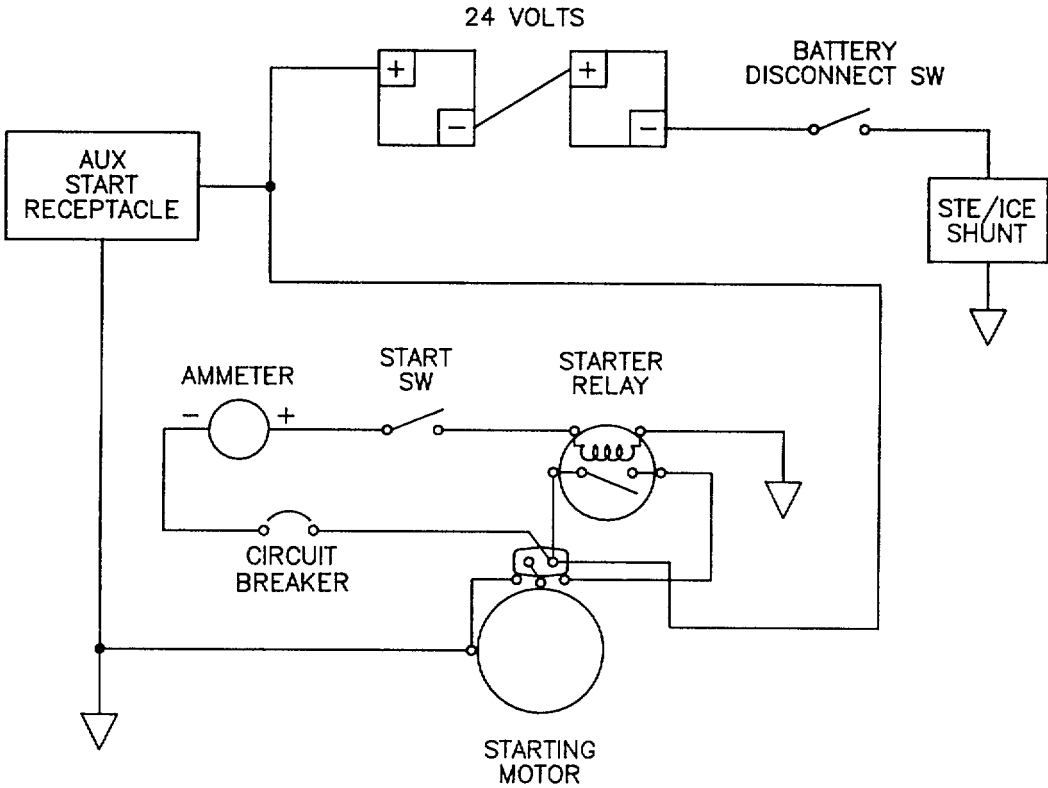 24 VOLTS
BATTERY
DISCONNECT SW
+
−
+
−
AUX
START
RECEPTACLE
STE/ICE
SHUNT
AMMETER
− +
START
SW
STARTER
RELAY
CIRCUIT
BREAKER
STARTING
MOTOR